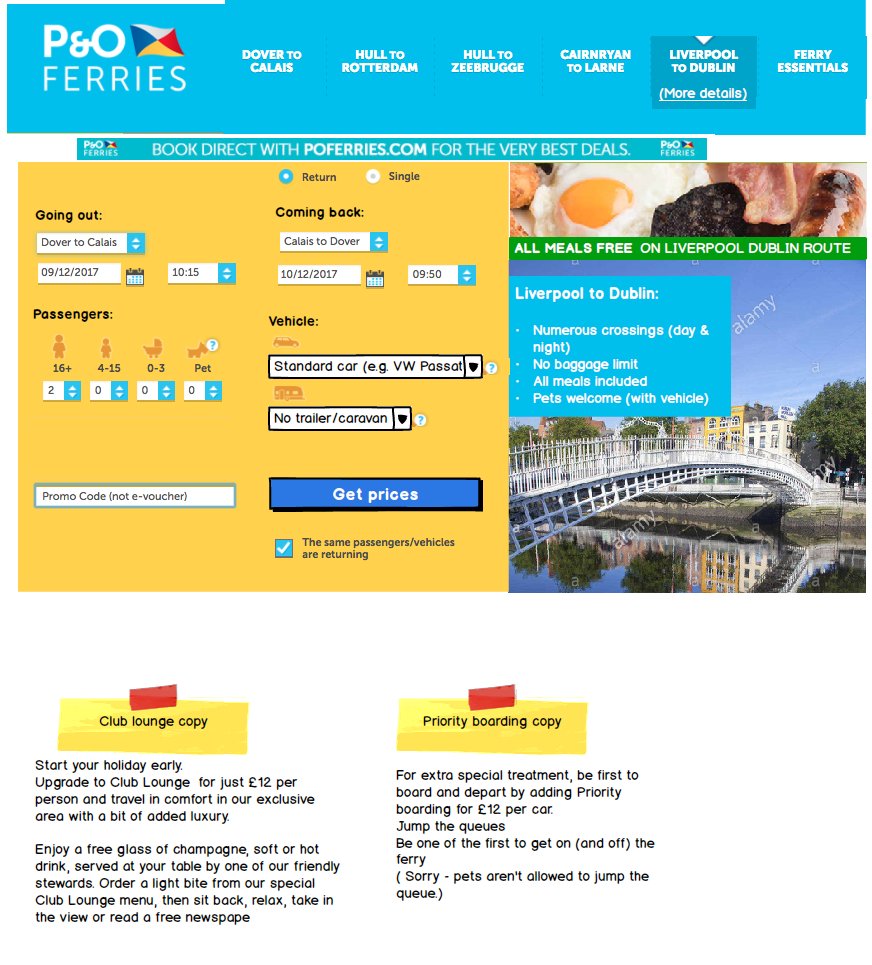 P&O
FERRIES
DOVER TO
CALAIS
HULL TO
ROTTERDAM
HULL TO
ZEEBRUGGE
CAIRNRYAN
TO LARNE
LIVERPOOL
TO DUBLIN
(More details)
FERRY
ESSENTIALS
P&O
FERRIES
BOOK DIRECT WITH POFERRIES.COM FOR THE VERY BEST DEALS.
P&O
FERRIES
Return
Single
Going out:
Dover to Calais
09/12/2017
10:15
Coming back:
Calais to Dover
10/12/2017
09:50
Passengers:
?
16+
4-15
0-3
Pet
2
0
0
0
Vehicle:
Standard car (e.g. VW Passat
?
No trailer/caravan
?
Promo Code (not e-voucher)
Get prices
The same passengers/vehicles
are returning
ALL MEALS FREE ON LIVERPOOL DUBLIN ROUTE
Liverpool to Dublin:
· Numerous crossings (day &
night)
· No baggage limit
· All meals included
· Pets welcome (with vehicle)
a
a
alamy
a
alamy
alamy
a
a
a
Club lounge copy
Start your holiday early.
Upgrade to Club Lounge for just £12 per
person and travel in comfort in our exclusive
area with a bit of added luxury.
Enjoy a free glass of champagne, soft or hot
drink, served at your table by one of our friendly
stewards. Order a light bite from our special
Club Lounge menu, then sit back, relax, take in
the view or read a free newspape
Priority boarding copy
For extra special treatment, be first to
board and depart by adding Priority
boarding for £12 per car.
Jump the queues
Be one of the first to get on (and off) the
ferry
( Sorry - pets aren't allowed to jump the
queue.)